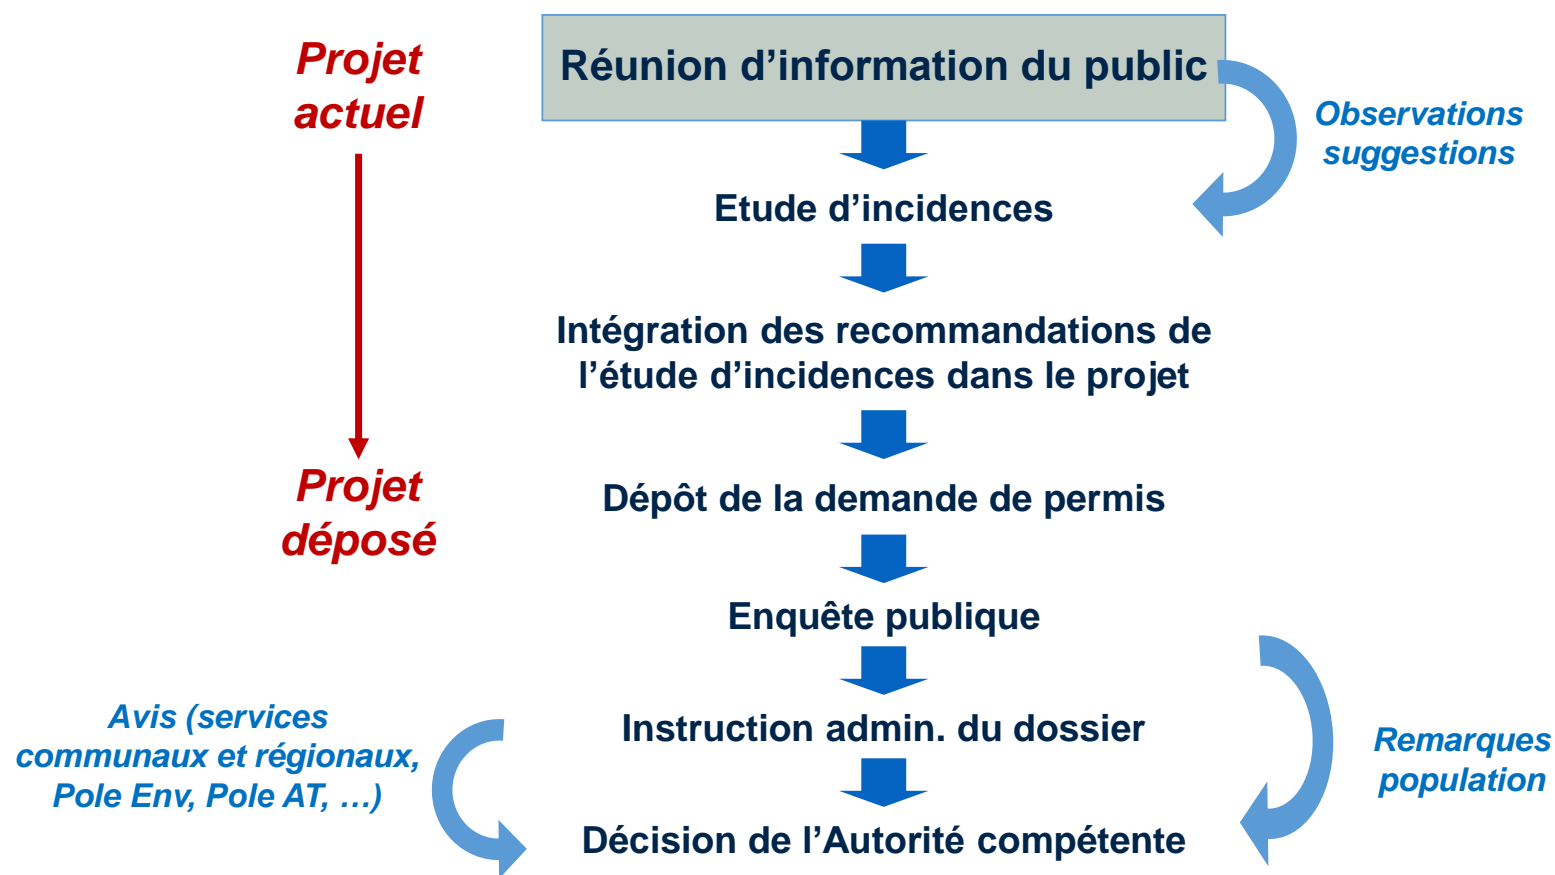 Projet
actuel
Réunion d’information du public
Observations
suggestions
Etude d’incidences
Intégration des recommandations de
l’étude d’incidences dans le projet
Projet
déposé
Dépôt de la demande de permis
Enquête publique
Avis (services
communaux et régionaux,
Pole Env, Pole AT, …)
Instruction admin. du dossier
Remarques
population
Décision de l’Autorité compétente